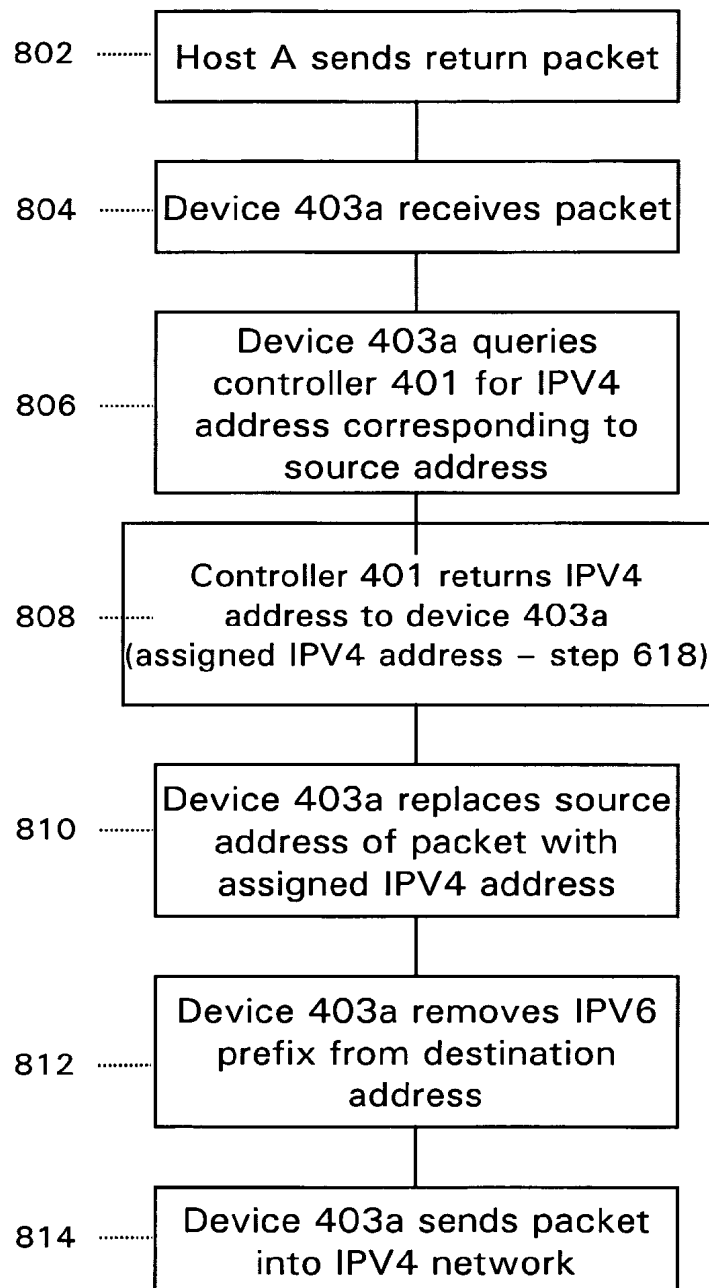 802
Host A sends return packet
804
Device 403a receives packet
806
Device 403a queries
controller 401 for IPV4
address corresponding to
source address
808
Controller 401 returns IPV4
address to device 403a
(assigned IPV4 address – step 618)
810
Device 403a replaces source
address of packet with
assigned IPV4 address
812
Device 403a removes IPV6
prefix from destination
address
814
Device 403a sends packet
into IPV4 network